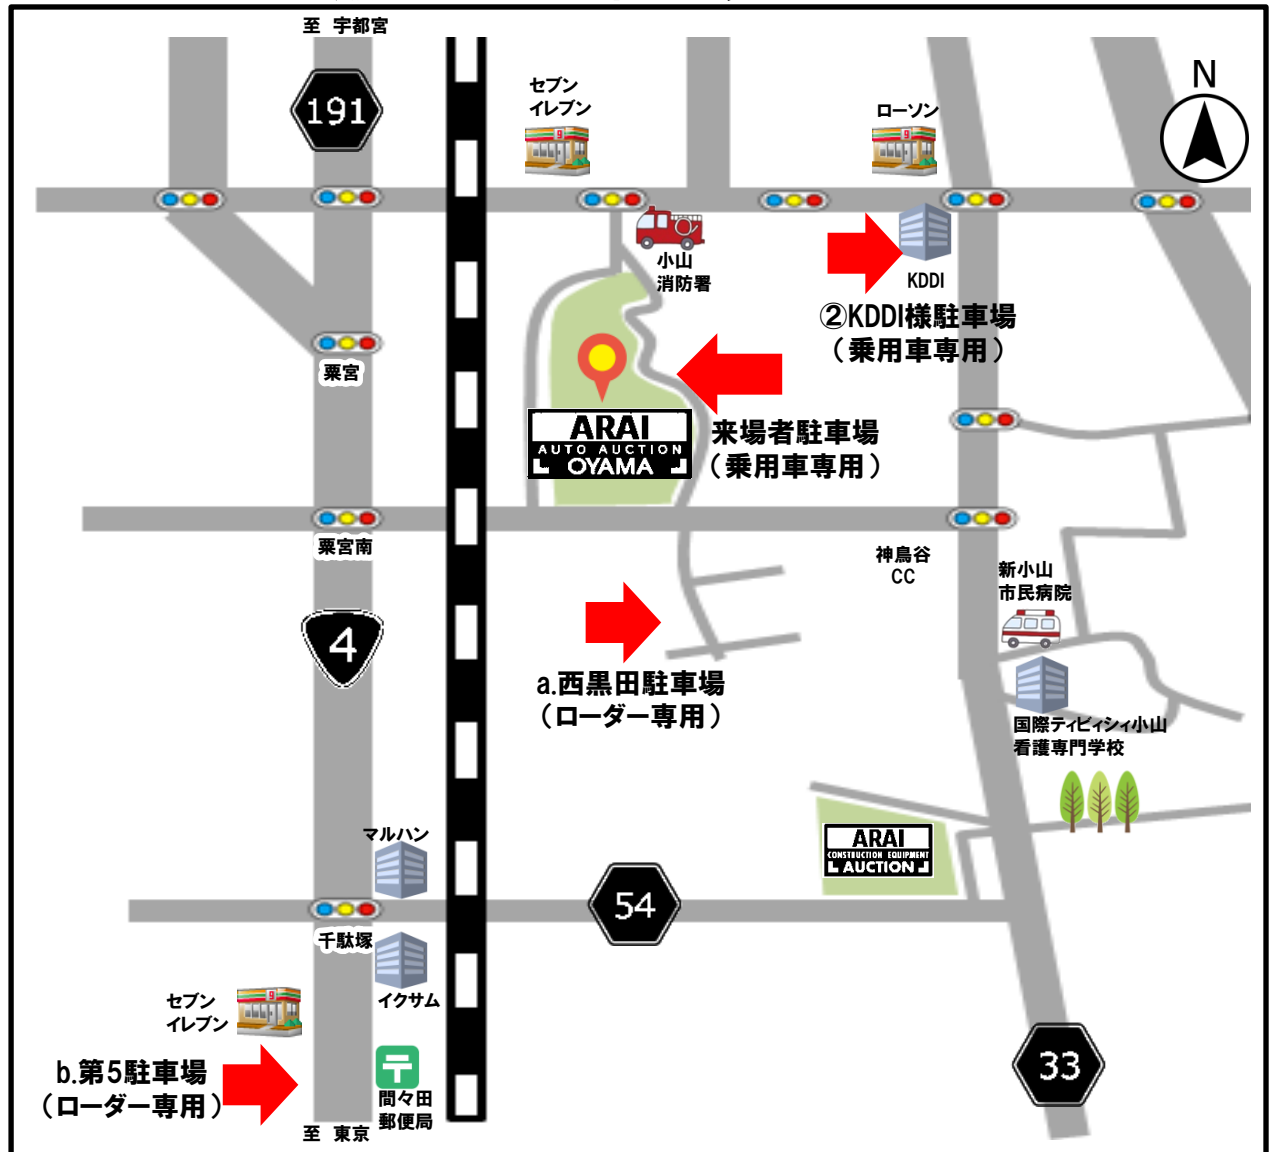 至 宇都宮
N
191
セブン
イレブン
ローソン
小山
消防署
KDDI
②KDDI様駐車場
（乗用車専用）
粟宮
ARAI
AUTO AUCTION
OYAMA
来場者駐車場
（乗用車専用）
粟宮南
神鳥谷
CC
新小山
市民病院
4
a.西黒田駐車場
（ローダー専用）
国際ティビィシィ小山
看護専門学校
マルハン
ARAI
CONSTRUCTION EQUIPMENT
AUCTION
54
千駄塚
イクサム
セブン
イレブン
33
b.第5駐車場
（ローダー専用）
間々田
郵便局
至 東京